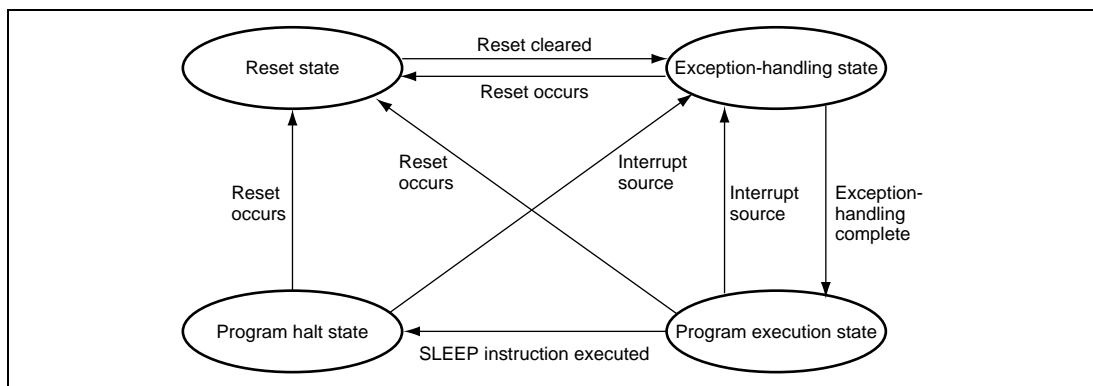 Reset cleared
Reset state
Exception-handling state
Reset occurs
Reset
occurs
Interrupt
source
Reset
occurs
Interrupt
source
Exception-
handling
complete
Program halt state
Program execution state
SLEEP instruction executed